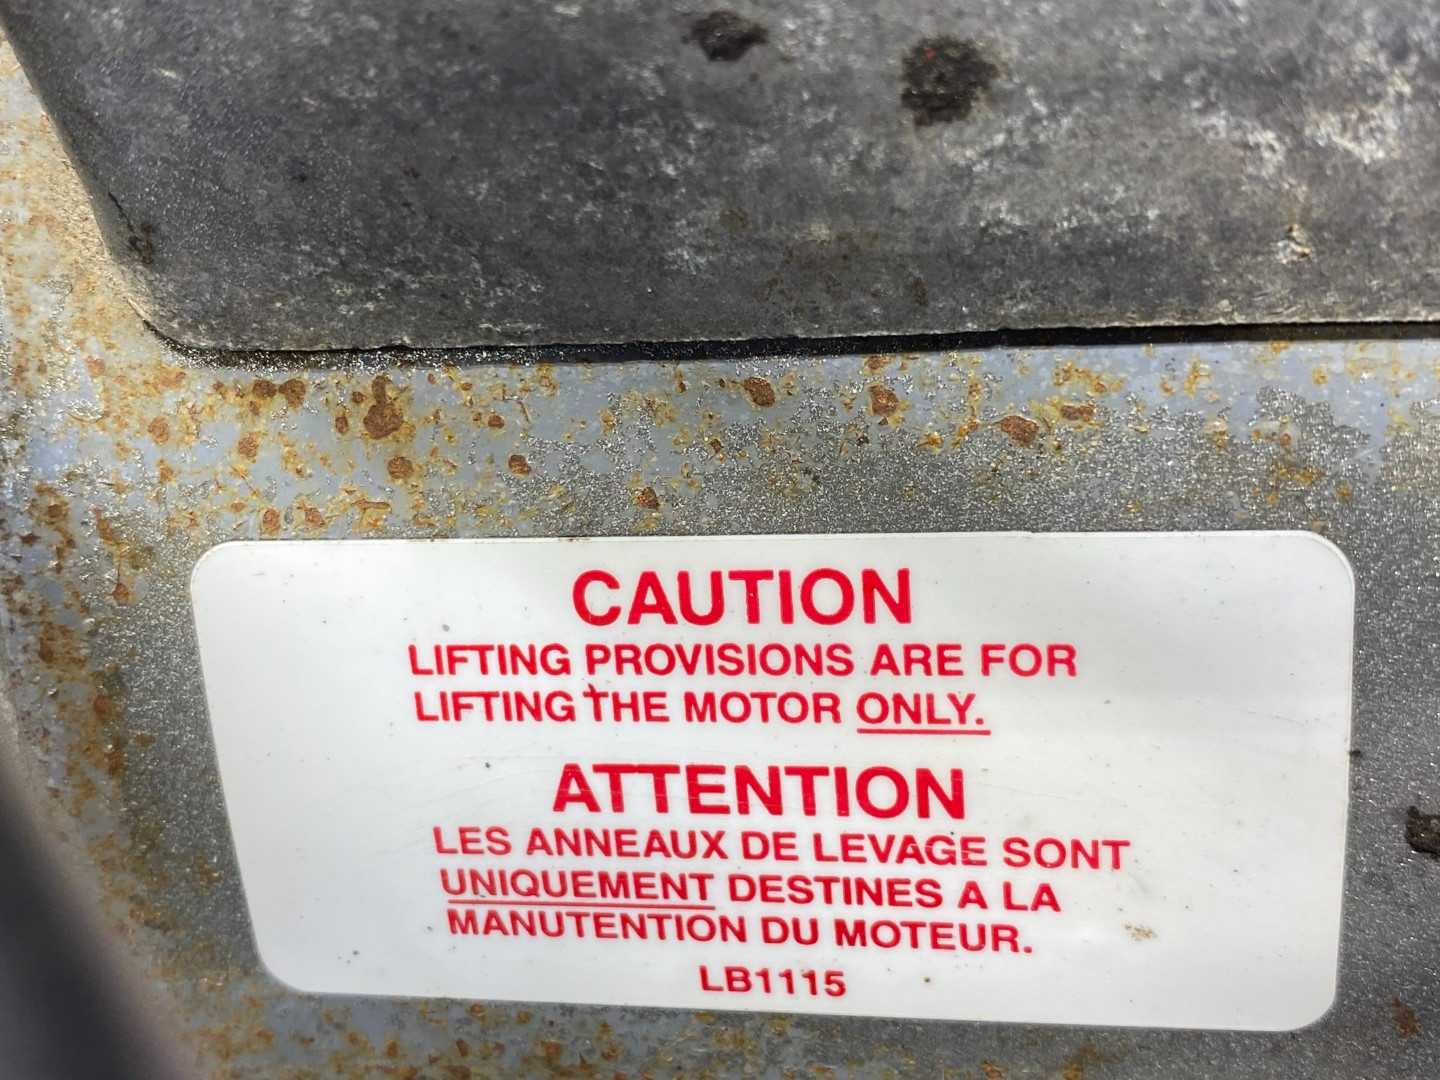 CAUTION
LIFTING PROVISIONS ARE FOR
LIFTING THE MOTOR ONLY.
ATTENTION
LES ANNEAUX DE LEVAGE SONT
UNIQUEMENT DESTINES A LA
MANUTENTION DU MOTEUR.
LB1115